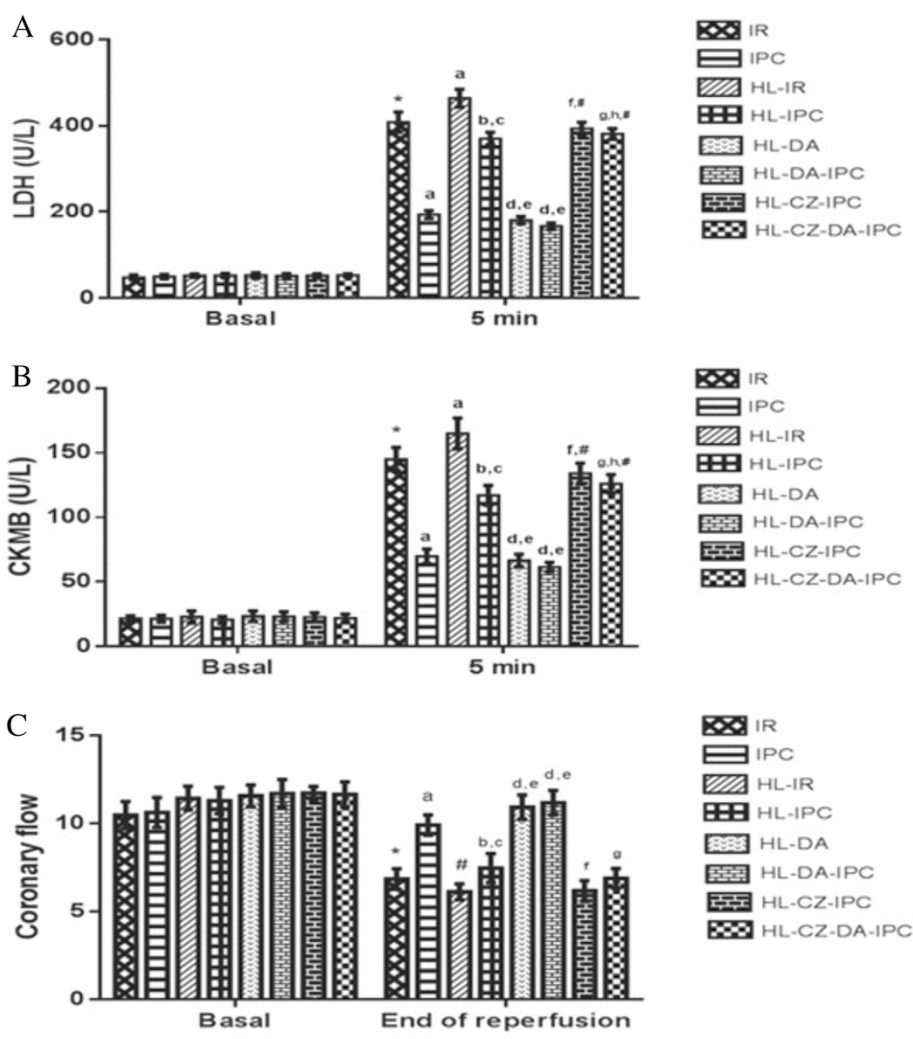 A
LDH (U/L)
600
400
200
0
*
a
a
b,c
d,e
d,e
f,#
g,h,#
Basal
5 min
IR
IPC
HL-IR
HL-IPC
HL-DA
HL-DA-IPC
HL-CZ-IPC
HL-CZ-DA-IPC
B
CKMB (U/L)
200
150
100
50
0
*
a
a
b,c
d,e
d,e
f,#
g,h,#
Basal
5 min
IR
IPC
HL-IR
HL-IPC
HL-DA
HL-DA-IPC
HL-CZ-IPC
HL-CZ-DA-IPC
C
Coronary flow
15
10
5
0
*
a
#
b,c
d,e
d,e
f
g
Basal
End of reperfusion
IR
IPC
HL-IR
HL-IPC
HL-DA
HL-DA-IPC
HL-CZ-IPC
HL-CZ-DA-IPC